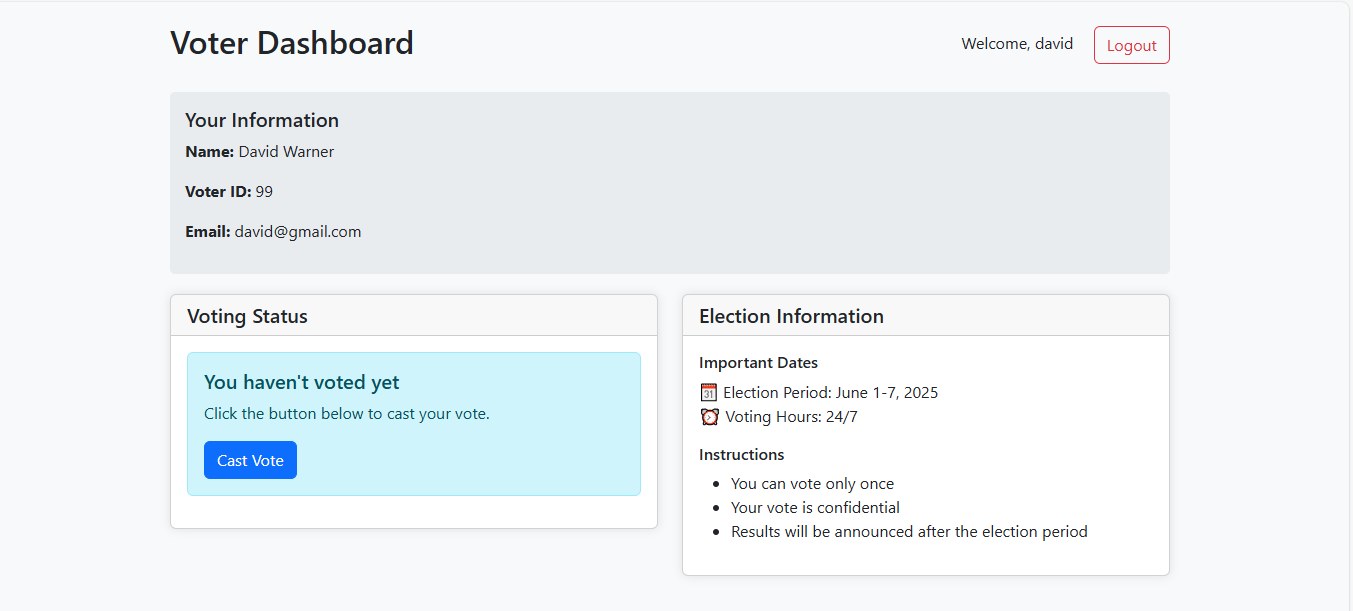 Voter Dashboard
Welcome, david
Logout
Your Information
Name: David Warner
Voter ID: 99
Email: david@gmail.com
Voting Status
You haven't voted yet
Click the button below to cast your vote.
Cast Vote
Election Information
Important Dates
📅 Election Period: June 1-7, 2025
⏰ Voting Hours: 24/7
Instructions
• You can vote only once
• Your vote is confidential
• Results will be announced after the election period